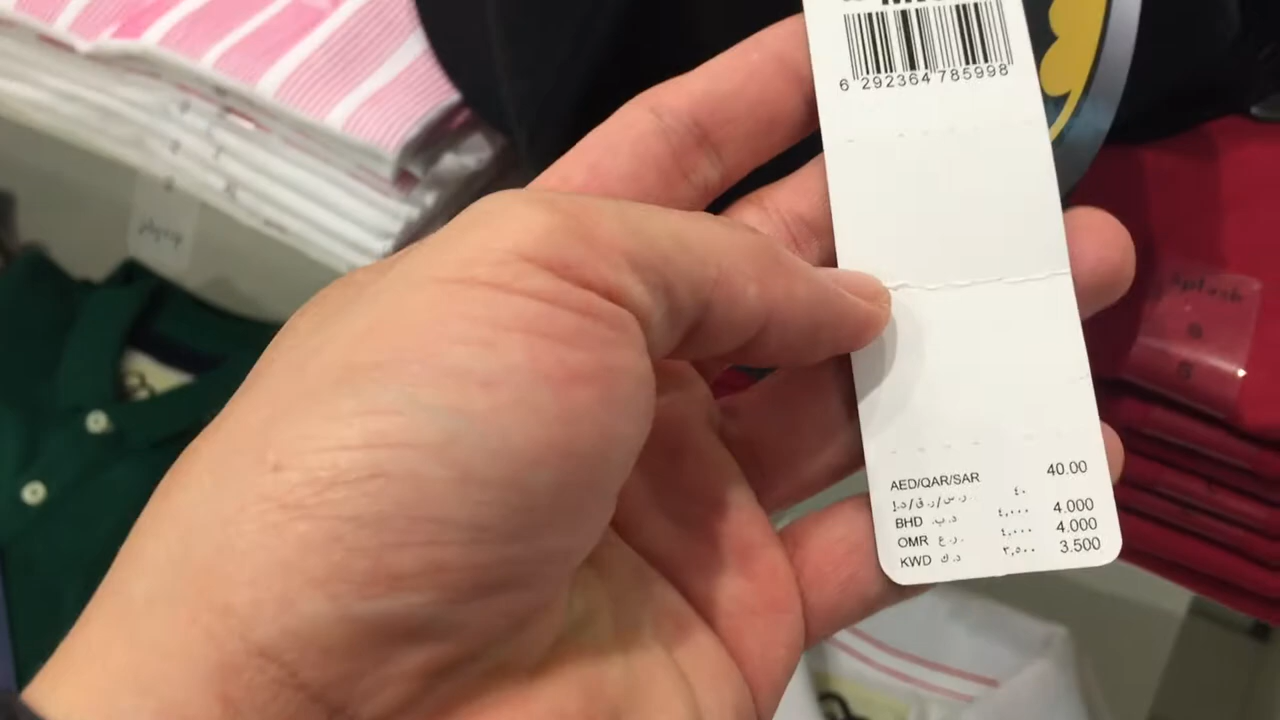 6 292364 785998
AED/QAR/SAR 40.00
ر.س/ر.ق/د.إ ٤٠
BHD د.ب. ٤,٠٠٠ 4.000
OMR ر.ع. ٤,٠٠٠ 4.000
KWD د.ك ٣,٥٠٠ 3.500
splash
S
S